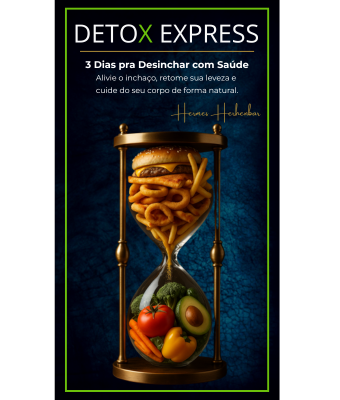 DETOX EXPRESS
3 Dias pra Desinchar com Saúde
Alivie o inchaço, retome sua leveza e
cuide do seu corpo de forma natural.
Hermes